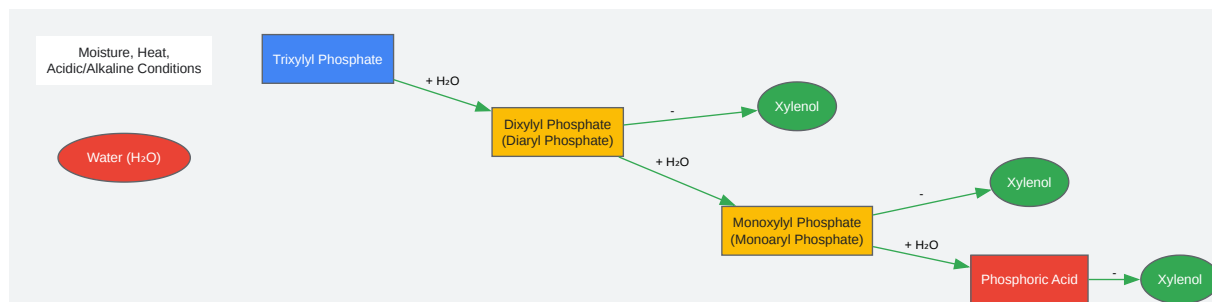 Moisture, Heat,
Acidic/Alkaline Conditions
Trixylyl Phosphate
+ H₂O
Water (H₂O)
Dixylyl Phosphate
(Diaryl Phosphate)
-
Xylenol
+ H₂O
Monoxylyl Phosphate
(Monoaryl Phosphate)
-
Xylenol
+ H₂O
Phosphoric Acid
-
Xylenol